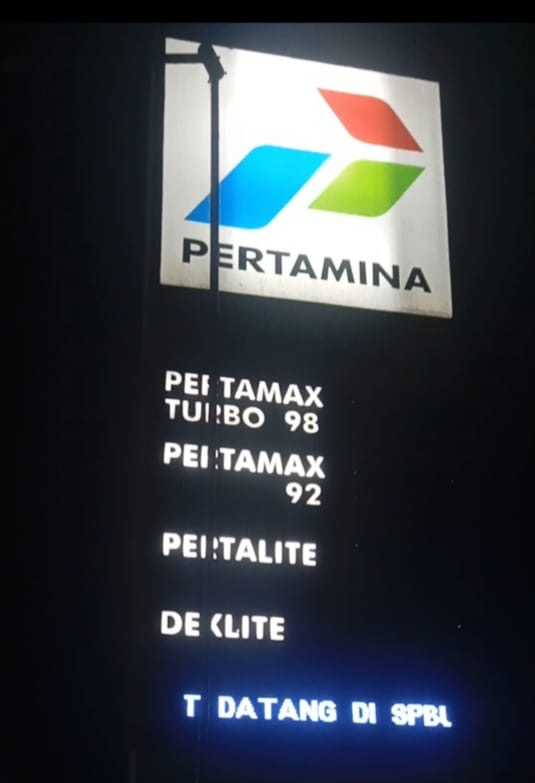 PERTAMINA
PERTAMAX
TURBO 98
PERTAMAX
92
PERTALITE
DEXLITE
T DATANG DI SPBU